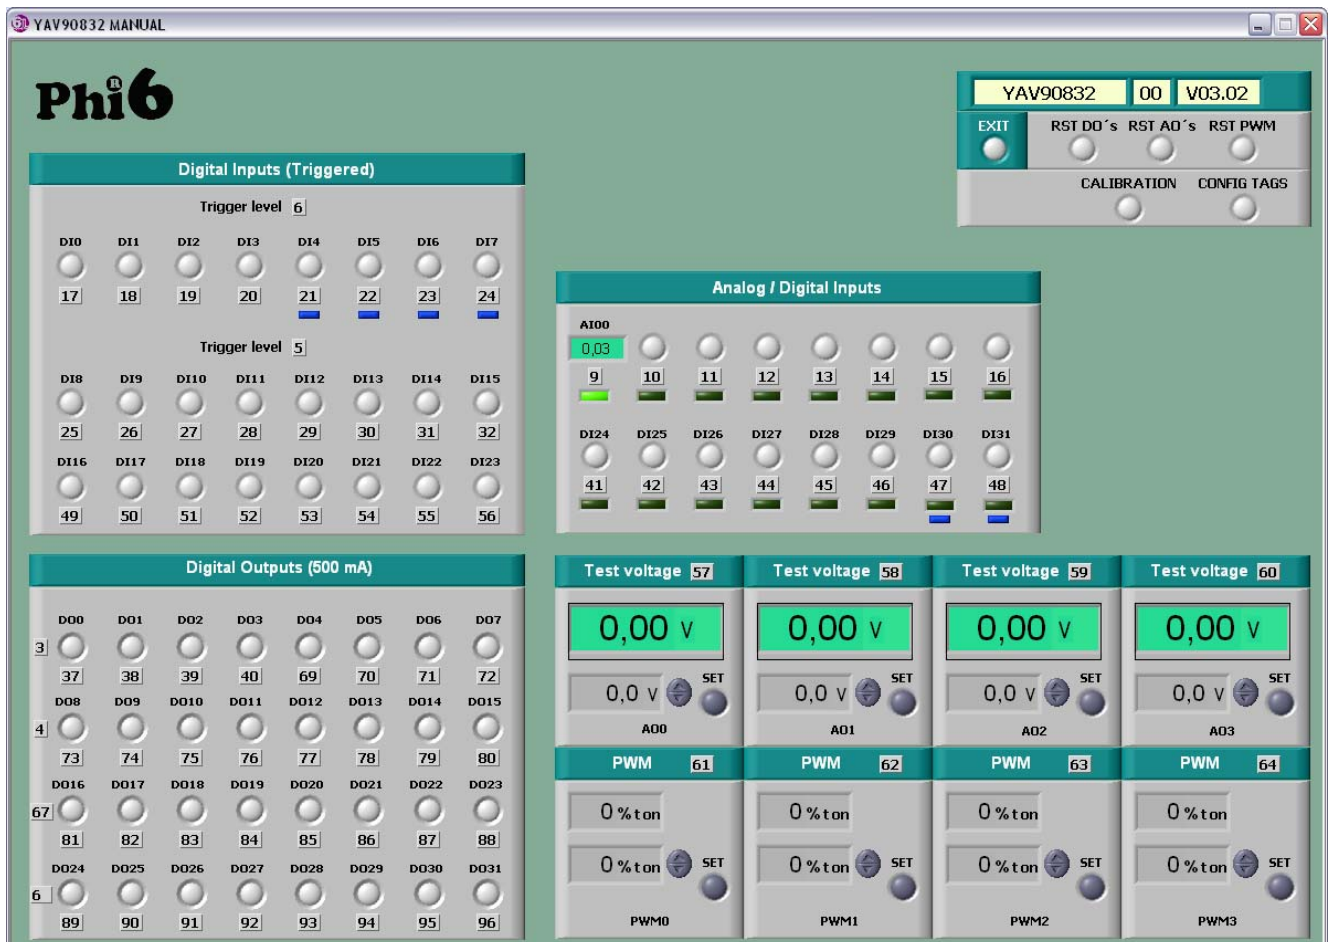 YAV90832 MANUAL
Phi6 ®
YAV90832 00 V03.02
EXIT RST DO´s RST AO´s RST PWM
CALIBRATION CONFIG TAGS
Digital Inputs (Triggered)
Trigger level 6
DI0 DI1 DI2 DI3 DI4 DI5 DI6 DI7
17 18 19 20 21 22 23 24
Trigger level 5
DI8 DI9 DI10 DI11 DI12 DI13 DI14 DI15
25 26 27 28 29 30 31 32
DI16 DI17 DI18 DI19 DI20 DI21 DI22 DI23
49 50 51 52 53 54 55 56
Analog / Digital Inputs
AI00
0,03
9 10 11 12 13 14 15 16
DI24 DI25 DI26 DI27 DI28 DI29 DI30 DI31
41 42 43 44 45 46 47 48
Digital Outputs (500 mA)
DO0 DO1 DO2 DO3 DO4 DO5 DO6 DO7
3
37 38 39 40 69 70 71 72
DO8 DO9 DO10 DO11 DO12 DO13 DO14 DO15
4
73 74 75 76 77 78 79 80
DO16 DO17 DO18 DO19 DO20 DO21 DO22 DO23
67
81 82 83 84 85 86 87 88
DO24 DO25 DO26 DO27 DO28 DO29 DO30 DO31
6
89 90 91 92 93 94 95 96
Test voltage 57 Test voltage 58 Test voltage 59 Test voltage 60
0,00 V 0,00 V 0,00 V 0,00 V
0,0 V SET 0,0 V SET 0,0 V SET 0,0 V SET
AO0 AO1 AO2 AO3
PWM 61 PWM 62 PWM 63 PWM 64
0 %ton 0 %ton 0 %ton 0 %ton
0 %ton SET 0 %ton SET 0 %ton SET 0 %ton SET
PWM0 PWM1 PWM2 PWM3